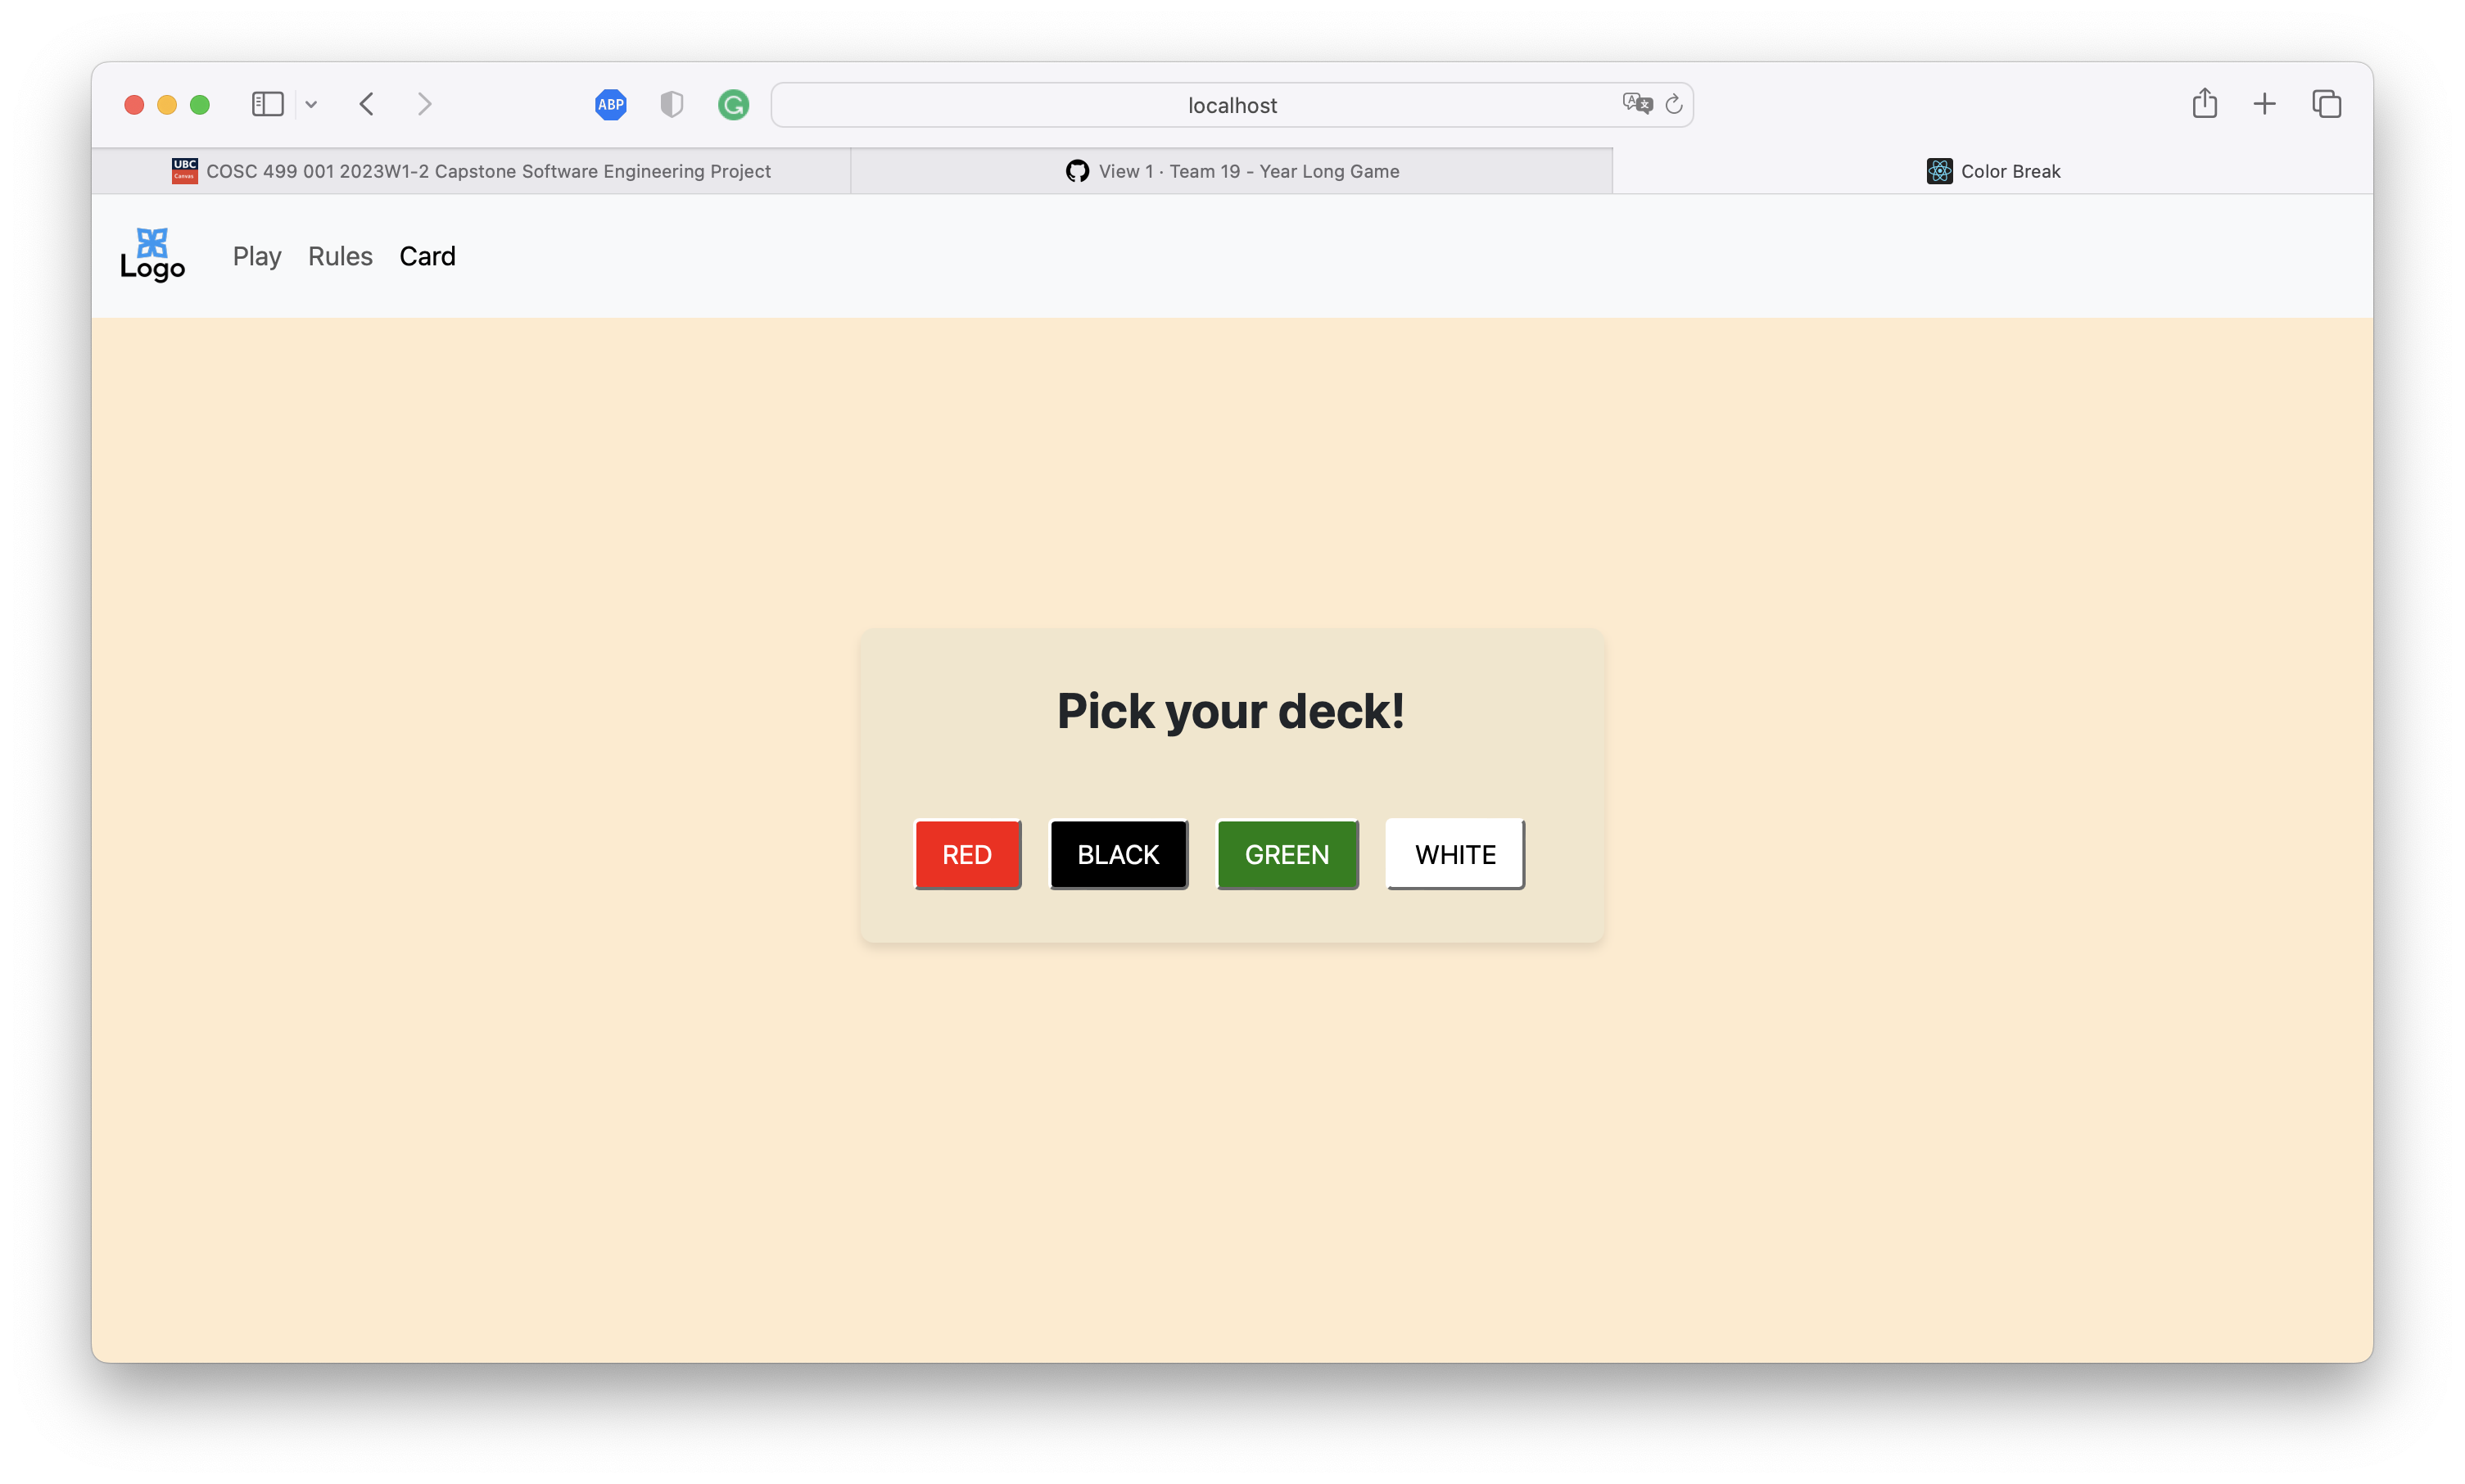 ABP
localhost
UBC
Canvas
COSC 499 001 2023W1-2 Capstone Software Engineering Project
View 1 · Team 19 - Year Long Game
Color Break
Logo
Play
Rules
Card
Pick your deck!
RED
BLACK
GREEN
WHITE